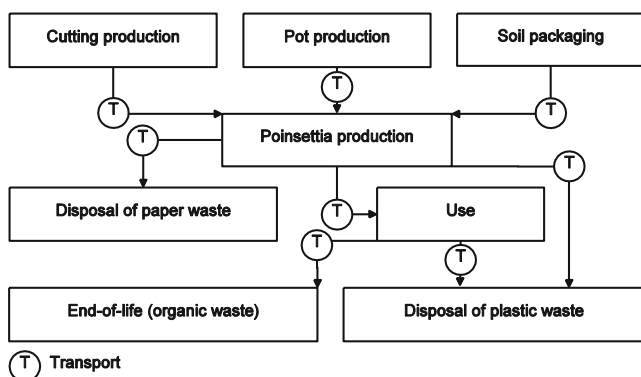 Cutting production
Pot production
Soil packaging
T
T
T
Poinsettia production
T
T
Disposal of paper waste
T
Use
T
T
End-of-life (organic waste)
Disposal of plastic waste
T Transport